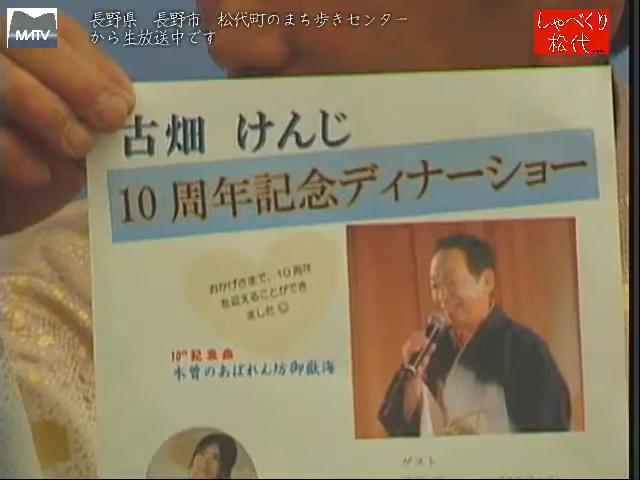 長野県　長野市　松代町のまち歩きセンター
から生放送中です
MATV
しゃべくり
松代
古畑 けんじ
10周年記念ディナーショー
おかげさまで、10周年
を迎えることができ
ました☺
10th記念曲
木曽のあばれん坊御嶽海
ゲスト